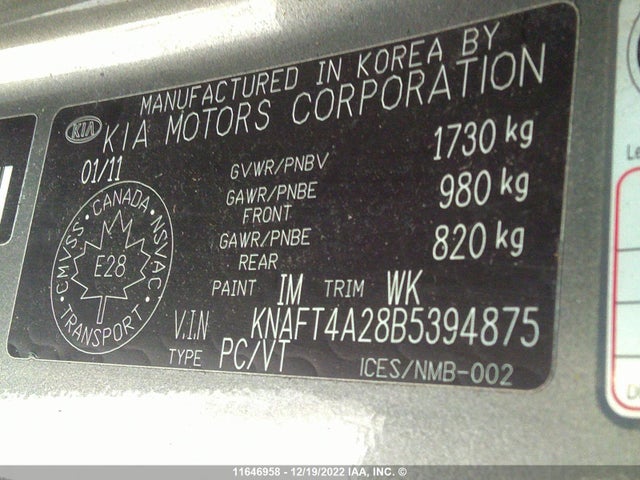 MANUFACTURED IN KOREA BY
KIA KIA MOTORS CORPORATION
01/11
GVWR/PNBV 1730 kg
GAWR/PNBE FRONT 980 kg
GAWR/PNBE REAR 820 kg
CANADA
CMVSS NSVAC
E28
TRANSPORT
PAINT IM TRIM WK
V.I.N KNAFT4A28B5394875
TYPE PC/VT
ICES/NMB-002
11646958 - 12/19/2022 IAA, INC. ©